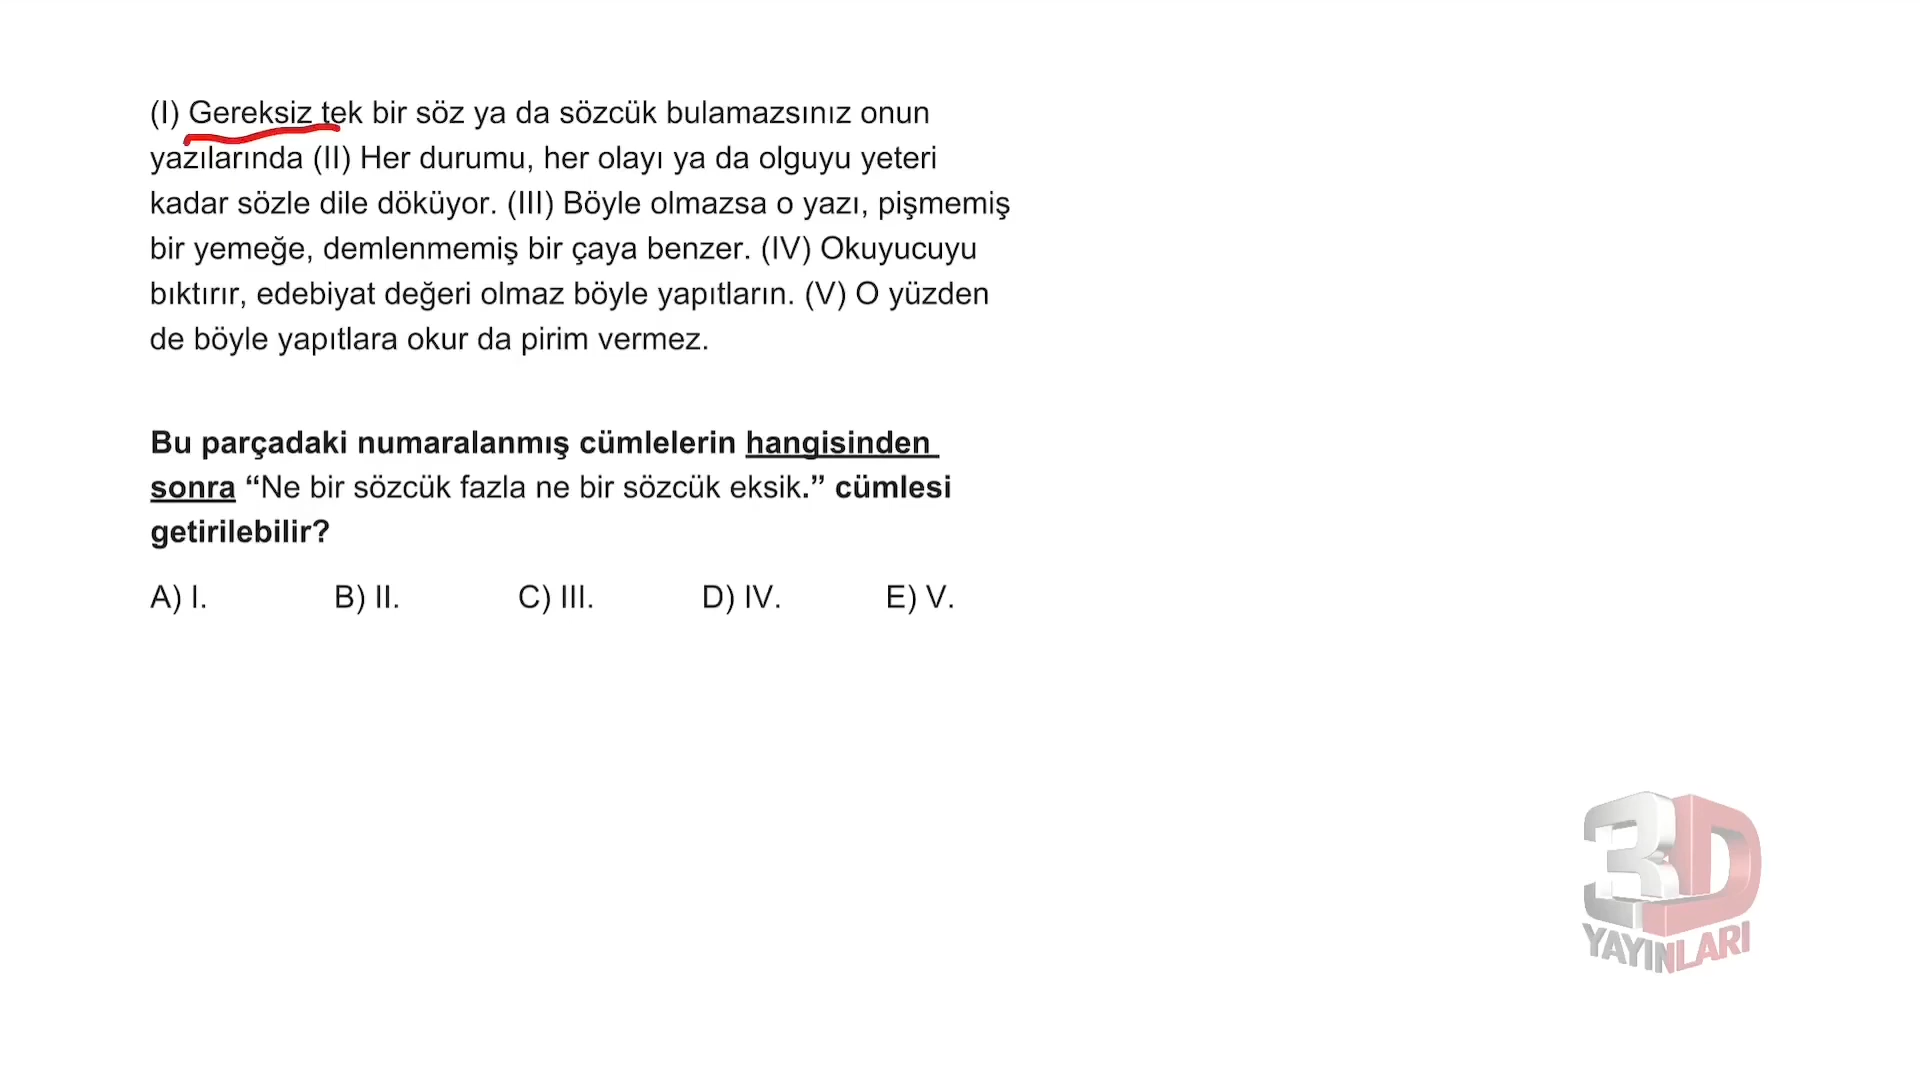 (I) Gereksiz tek bir söz ya da sözcük bulamazsınız onun
yazılarında (II) Her durumu, her olayı ya da olguyu yeteri
kadar sözle dile döküyor. (III) Böyle olmazsa o yazı, pişmemiş
bir yemeğe, demlenmemiş bir çaya benzer. (IV) Okuyucuyu
bıktırır, edebiyat değeri olmaz böyle yapıtların. (V) O yüzden
de böyle yapıtlara okur da pirim vermez.
Bu parçadaki numaralanmış cümlelerin hangisinden
sonra “Ne bir sözcük fazla ne bir sözcük eksik.” cümlesi
getirilebilir?
A) I. B) II. C) III. D) IV. E) V.
3D
YAYINLARI